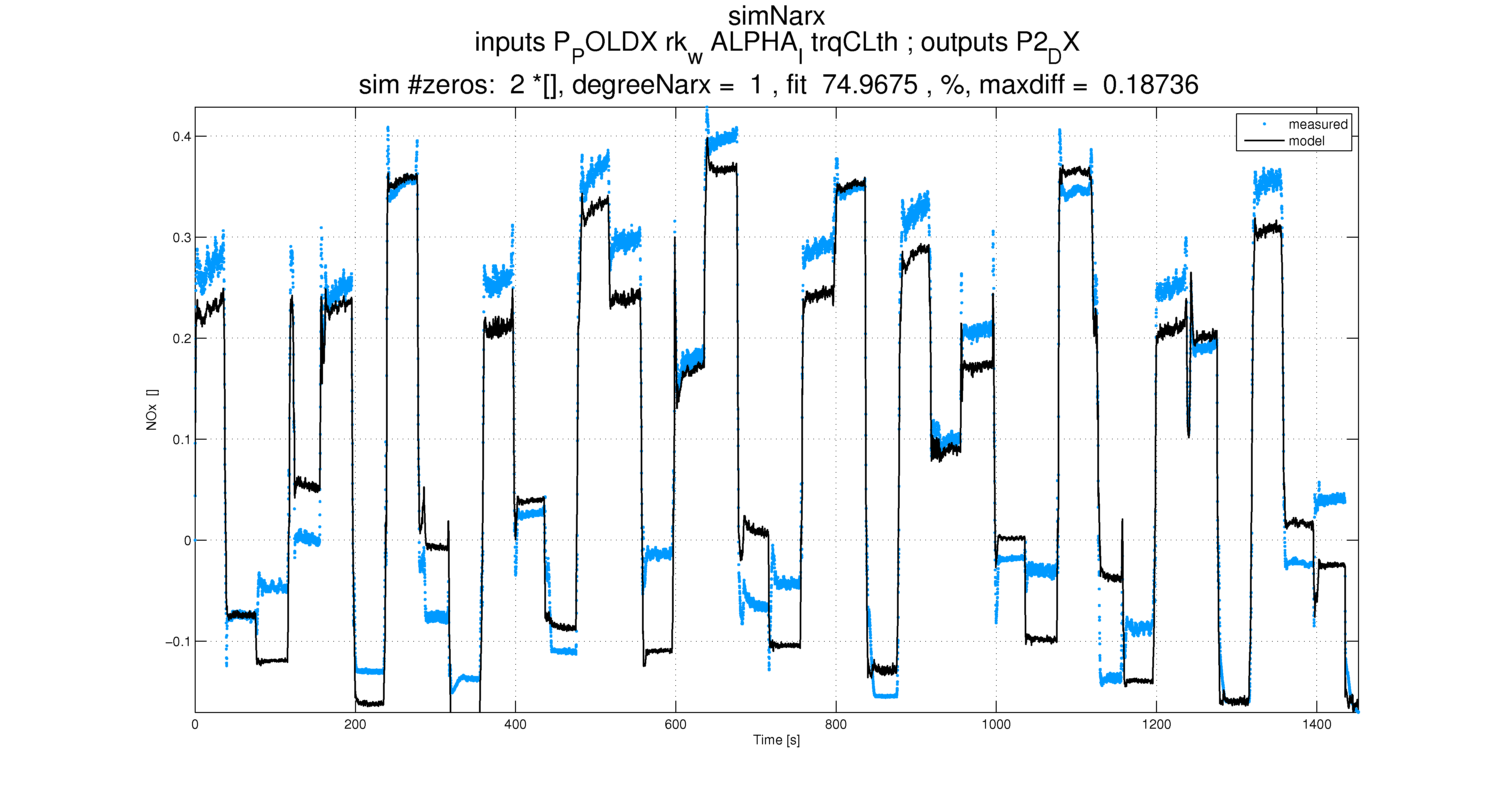 simNarx
inputs P_POLDX rk_w ALPHA_I trqCLth ; outputs P2_DX
sim #zeros:  2 *[], degreeNarx =  1 , fit  74.9675 , %, maxdiff =  0.18736
measured
model
0.4
0.3
0.2
0.1
0
−0.1
NOx  []
0
200
400
600
800
1000
1200
1400
Time [s]